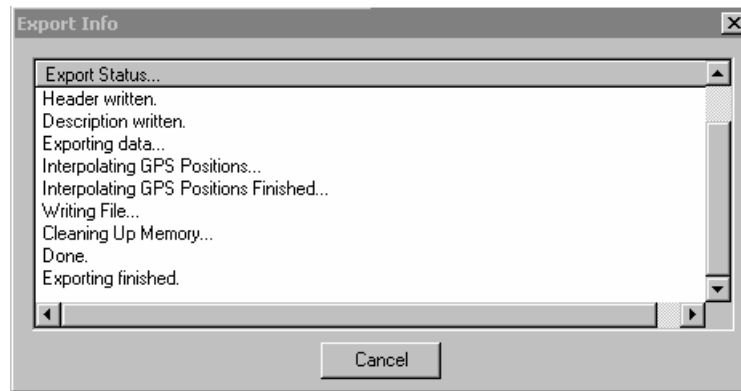 Export Info
Export Status...
Header written.
Description written.
Exporting data...
Interpolating GPS Positions...
Interpolating GPS Positions Finished...
Writing File...
Cleaning Up Memory...
Done.
Exporting finished.
Cancel